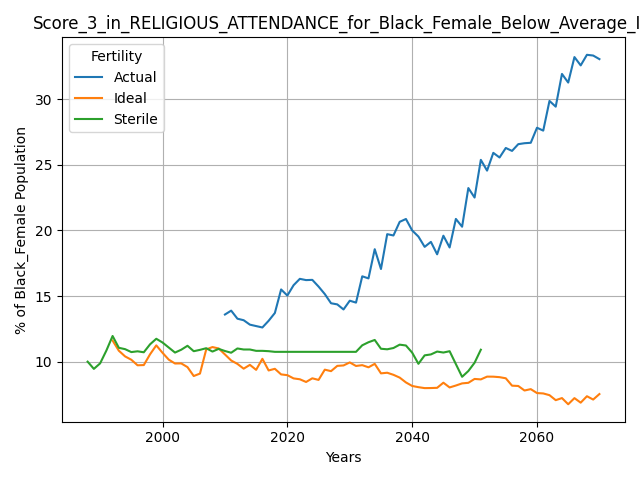 Score_3_in_RELIGIOUS_ATTENDANCE_for_Black_Female_Below_Average_I
Fertility
Actual
Ideal
Sterile
% of Black_Female Population
30
25
20
15
10
2000
2020
2040
2060
Years